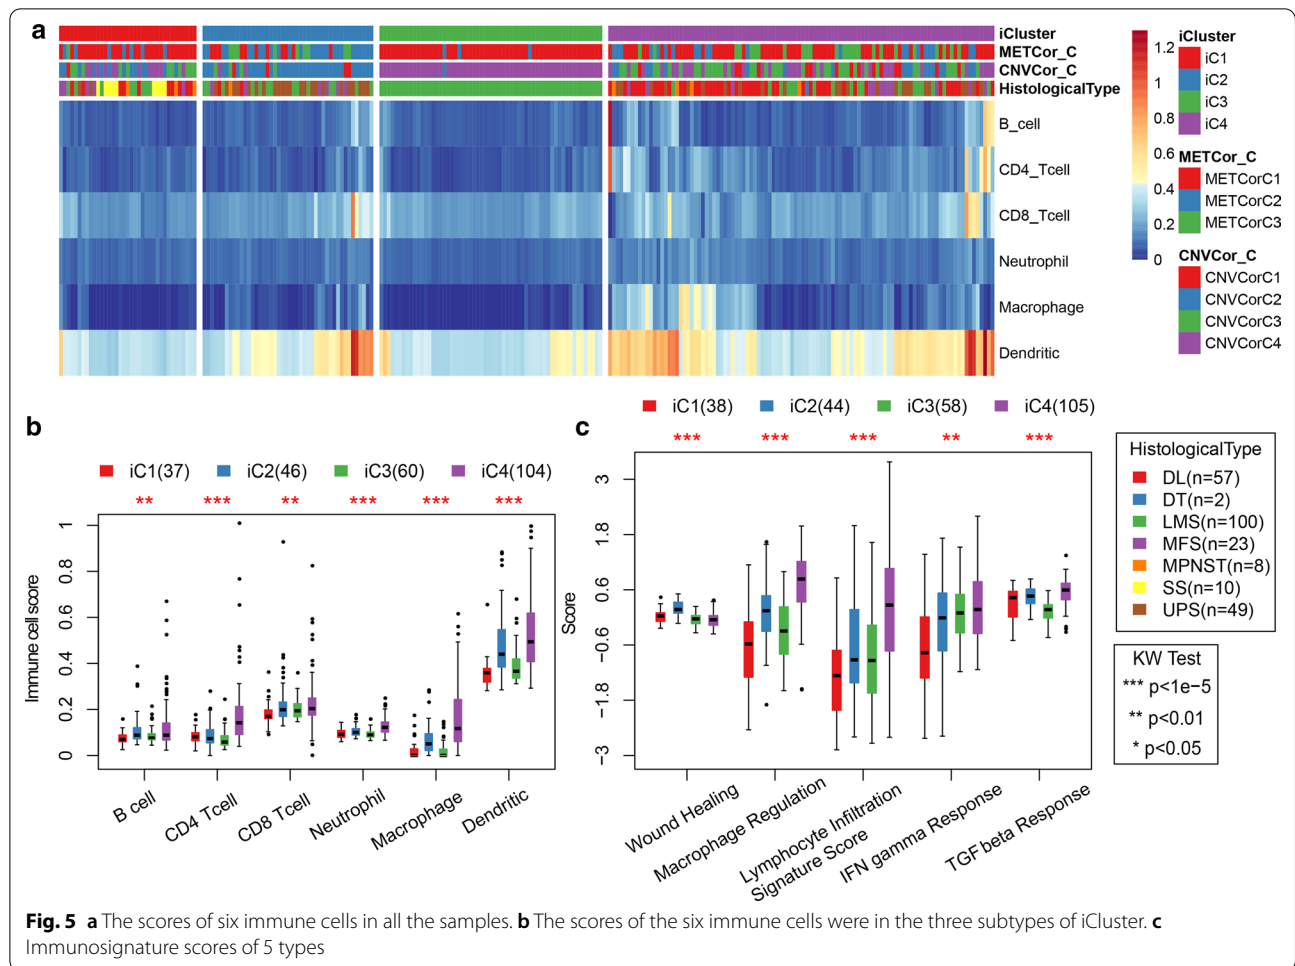 a
iCluster
METCor_C
CNVCor_C
HistologicalType
B_cell
CD4_Tcell
CD8_Tcell
Neutrophil
Macrophage
Dendritic
1.2
1
0.8
0.6
0.4
0.2
0
iCluster
iC1
iC2
iC3
iC4
METCor_C
METCorC1
METCorC2
METCorC3
CNVCor_C
CNVCorC1
CNVCorC2
CNVCorC3
CNVCorC4
b
iC1(37) iC2(46) iC3(60) iC4(104)
** *** ** *** *** ***
Immune cell score
1
0.8
0.6
0.4
0.2
0
B cell
CD4 Tcell
CD8 Tcell
Neutrophil
Macrophage
Dendritic
c
iC1(38) iC2(44) iC3(58) iC4(105)
*** *** *** ** ***
Score
3
1.8
0.6
−0.6
−1.8
−3
Wound Healing
Macrophage Regulation
Lymphocyte Infiltration
Signature Score
IFN gamma Response
TGF beta Response
HistologicalType
DL(n=57)
DT(n=2)
LMS(n=100)
MFS(n=23)
MPNST(n=8)
SS(n=10)
UPS(n=49)
KW Test
*** p<1e−5
** p<0.01
* p<0.05
Fig. 5 a The scores of six immune cells in all the samples. b The scores of the six immune cells were in the three subtypes of iCluster. c
Immunosignature scores of 5 types